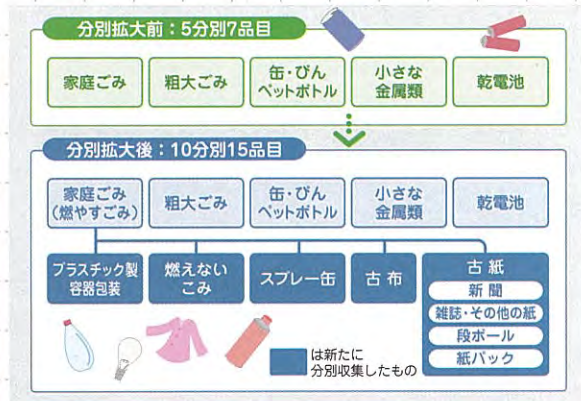 分別拡大前：5分別7品目
家庭ごみ
粗大ごみ
缶・びん
ペットボトル
小さな
金属類
乾電池
分別拡大後：10分別15品目
家庭ごみ
(燃やすごみ)
粗大ごみ
缶・びん
ペットボトル
小さな
金属類
乾電池
プラスチック製
容器包装
燃えない
ごみ
スプレー缶
古布
古紙
新聞
雑誌・その他の紙
段ボール
紙パック
は新たに
分別収集したもの